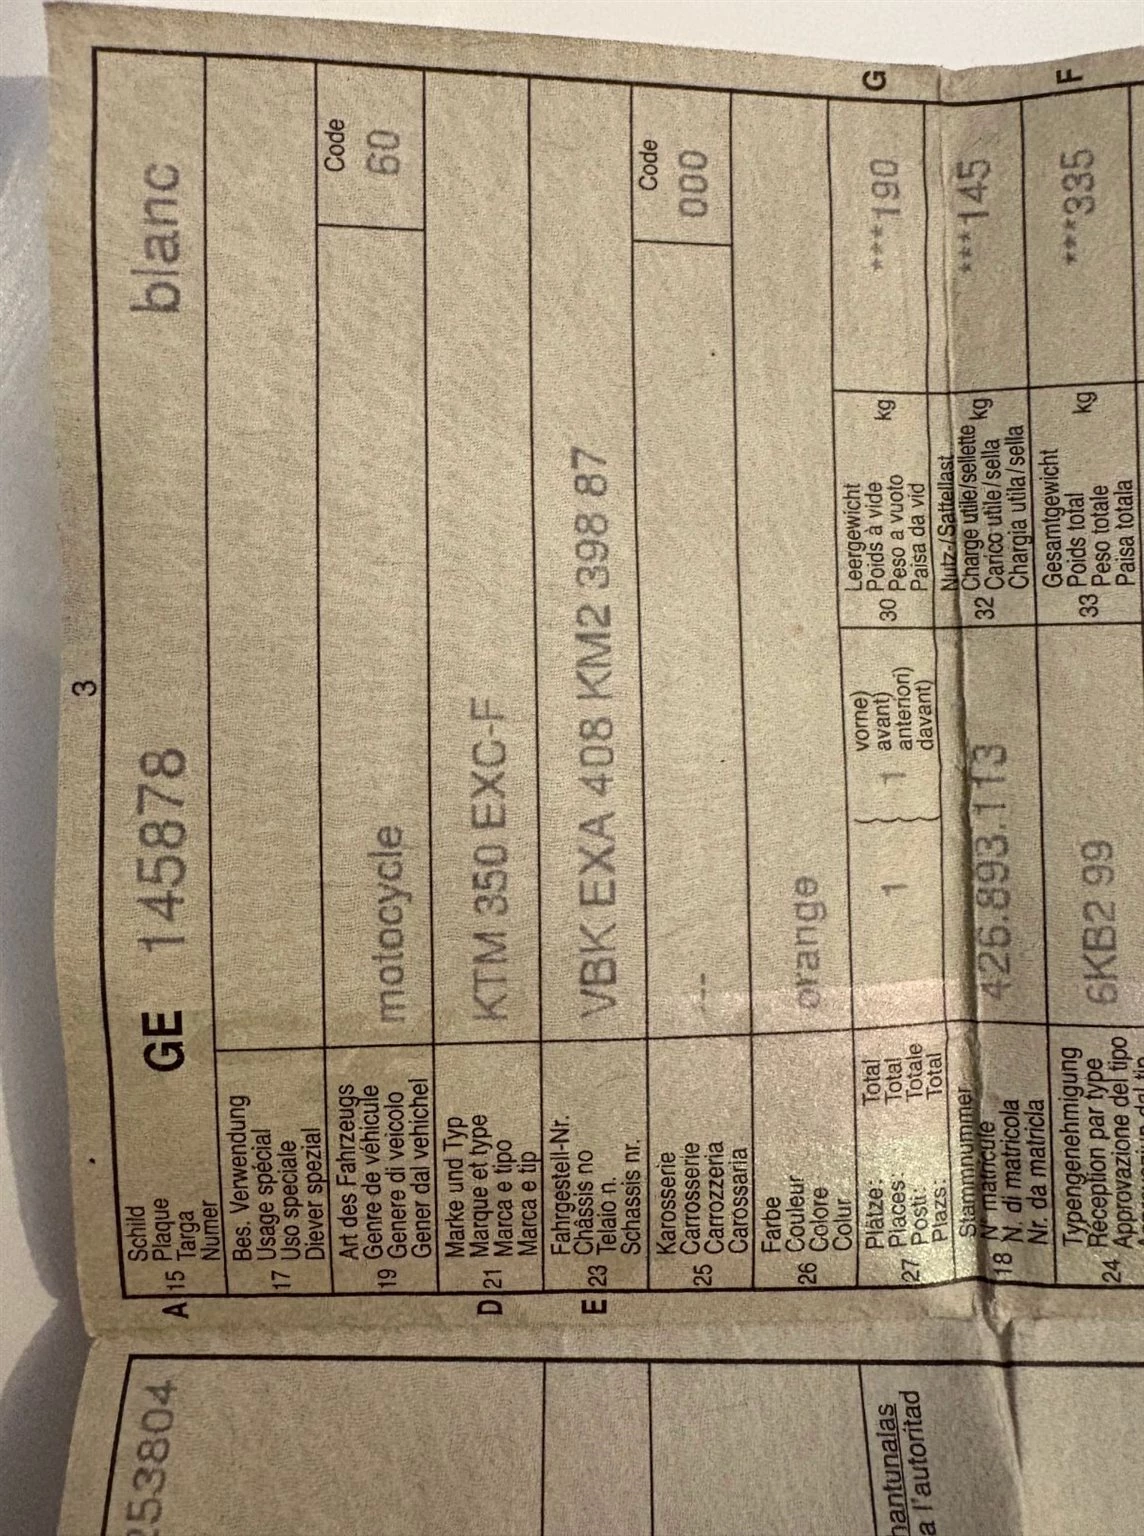 3
A 15 Schild
Plaque
Targa
Numer
GE 145878 blanc
17 Bes. Verwendung
Usage spécial
Uso speciale
Diever spezial
19 Art des Fahrzeugs
Genre de véhicule
Genere di veicolo
Gener dal vehichel
motocycle
Code
60
D 21 Marke und Typ
Marque et type
Marca e tipo
Marca e tip
KTM 350 EXC-F
E 23 Fahrgestell-Nr.
Châssis no
Telaio n.
Schassis nr.
VBK EXA 408 KM2 398 87
25 Karosserie
Carrosserie
Carrozzeria
Carossaria
---
Code
000
26 Farbe
Couleur
Colore
Colur
orange
27 Plätze: Total
Places: Total
Posti: Totale
Plazs: Total
1 { 1 vorne)
avant)
anteriori)
davant)
30 Leergewicht
Poids à vide
Peso a vuoto
Paisa da vid
kg
***190 G
18 Stammnummer
N° matricule
N. di matricola
Nr. da matricla
426.893.113
32 Nutz-/Sattellast
Charge utile/sellette
Carico utile/sella
Chargia utila/sella
kg
***145
24 Typengenehmigung
Réception par type
Approvazione del tipo
6KB2 99
33 Gesamtgewicht
Poids total
Peso totale
Paisa totala
kg
***335 F
53804
hantunalas
a l'autoritad